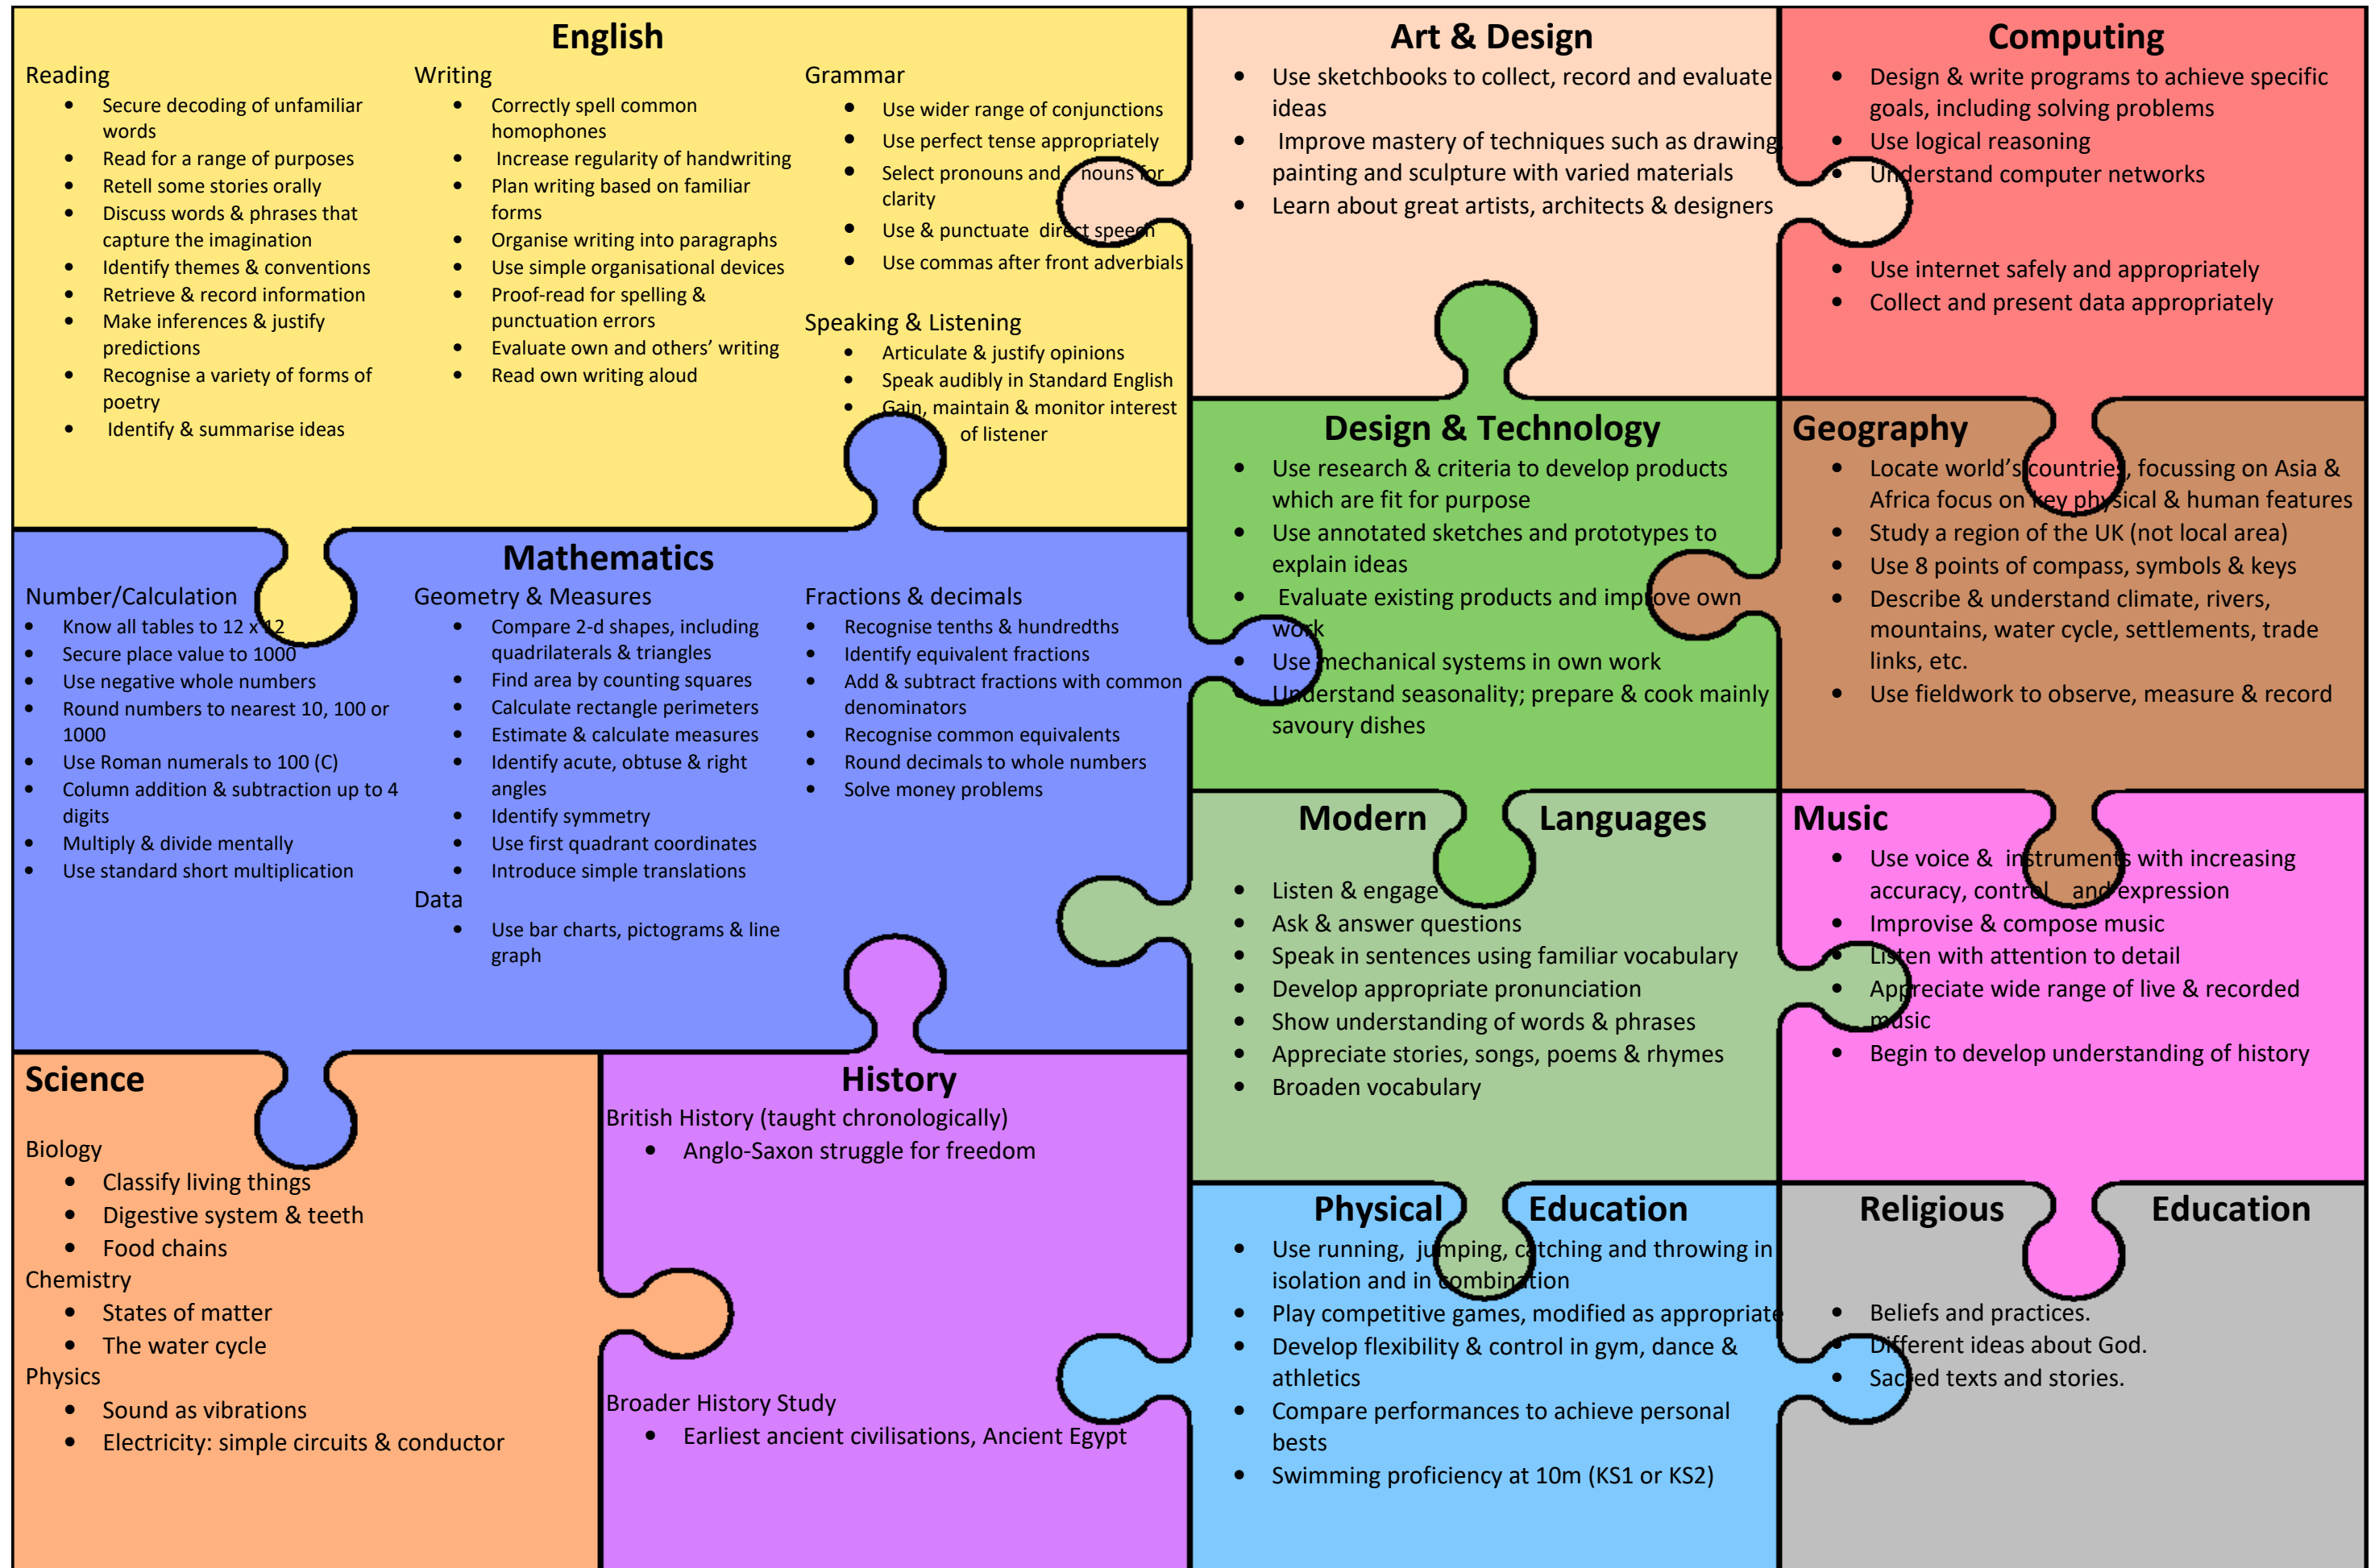 English
Reading
• Secure decoding of unfamiliar
words
• Read for a range of purposes
• Retell some stories orally
• Discuss words & phrases that
capture the imagination
• Identify themes & conventions
• Retrieve & record information
• Make inferences & justify
predictions
• Recognise a variety of forms of
poetry
• Identify & summarise ideas
Writing
• Correctly spell common
homophones
• Increase regularity of handwriting
• Plan writing based on familiar
forms
• Organise writing into paragraphs
• Use simple organisational devices
• Proof-read for spelling &
punctuation errors
• Evaluate own and others’ writing
• Read own writing aloud
Grammar
• Use wider range of conjunctions
• Use perfect tense appropriately
• Select pronouns and nouns for
clarity
• Use & punctuate direct speech
• Use commas after front adverbials
Speaking & Listening
• Articulate & justify opinions
• Speak audibly in Standard English
• Gain, maintain & monitor interest
of listener
Art & Design
• Use sketchbooks to collect, record and evaluate
ideas
• Improve mastery of techniques such as drawing,
painting and sculpture with varied materials
• Learn about great artists, architects & designers
Computing
• Design & write programs to achieve specific
goals, including solving problems
• Use logical reasoning
• Understand computer networks
• Use internet safely and appropriately
• Collect and present data appropriately
Design & Technology
• Use research & criteria to develop products
which are fit for purpose
• Use annotated sketches and prototypes to
explain ideas
• Evaluate existing products and improve own
work
• Use mechanical systems in own work
• Understand seasonality; prepare & cook mainly
savoury dishes
Geography
• Locate world’s countries, focussing on Asia &
Africa focus on key physical & human features
• Study a region of the UK (not local area)
• Use 8 points of compass, symbols & keys
• Describe & understand climate, rivers,
mountains, water cycle, settlements, trade
links, etc.
• Use fieldwork to observe, measure & record
Mathematics
Number/Calculation
• Know all tables to 12 x 12
• Secure place value to 1000
• Use negative whole numbers
• Round numbers to nearest 10, 100 or
1000
• Use Roman numerals to 100 (C)
• Column addition & subtraction up to 4
digits
• Multiply & divide mentally
• Use standard short multiplication
Geometry & Measures
• Compare 2-d shapes, including
quadrilaterals & triangles
• Find area by counting squares
• Calculate rectangle perimeters
• Estimate & calculate measures
• Identify acute, obtuse & right
angles
• Identify symmetry
• Use first quadrant coordinates
• Introduce simple translations
Data
• Use bar charts, pictograms & line
graph
Fractions & decimals
• Recognise tenths & hundredths
• Identify equivalent fractions
• Add & subtract fractions with common
denominators
• Recognise common equivalents
• Round decimals to whole numbers
• Solve money problems
Modern Languages
• Listen & engage
• Ask & answer questions
• Speak in sentences using familiar vocabulary
• Develop appropriate pronunciation
• Show understanding of words & phrases
• Appreciate stories, songs, poems & rhymes
• Broaden vocabulary
Music
• Use voice & instruments with increasing
accuracy, control and expression
• Improvise & compose music
• Listen with attention to detail
• Appreciate wide range of live & recorded
music
• Begin to develop understanding of history
Science
Biology
• Classify living things
• Digestive system & teeth
• Food chains
Chemistry
• States of matter
• The water cycle
Physics
• Sound as vibrations
• Electricity: simple circuits & conductor
History
British History (taught chronologically)
• Anglo-Saxon struggle for freedom
Broader History Study
• Earliest ancient civilisations, Ancient Egypt
Physical Education
• Use running, jumping, catching and throwing in
isolation and in combination
• Play competitive games, modified as appropriate
• Develop flexibility & control in gym, dance &
athletics
• Compare performances to achieve personal
bests
• Swimming proficiency at 10m (KS1 or KS2)
Religious Education
• Beliefs and practices.
• Different ideas about God.
• Sacred texts and stories.